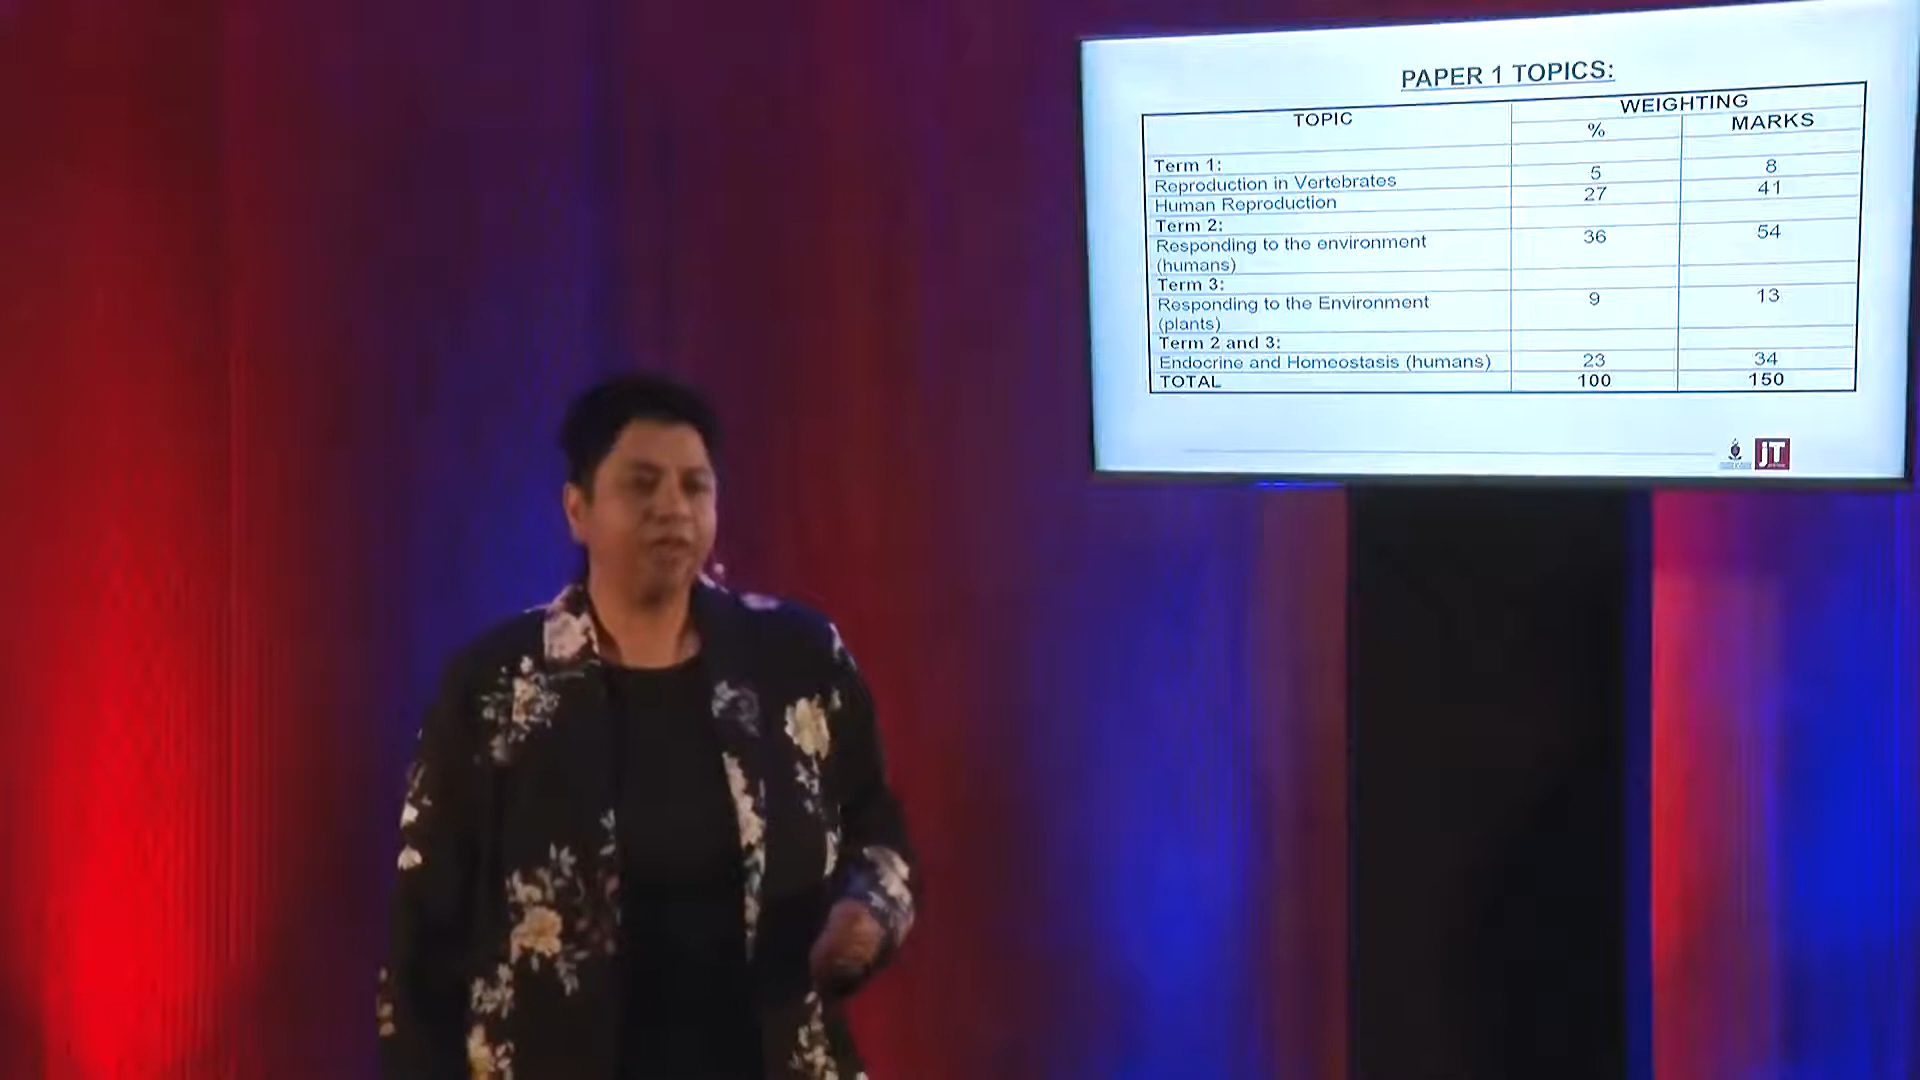 PAPER 1 TOPICS:
TOPIC
WEIGHTING
%
MARKS
Term 1:
Reproduction in Vertebrates
5
8
Human Reproduction
27
41
Term 2:
Responding to the environment
(humans)
36
54
Term 3:
Responding to the Environment
(plants)
9
13
Term 2 and 3:
Endocrine and Homeostasis (humans)
23
34
TOTAL
100
150
jT